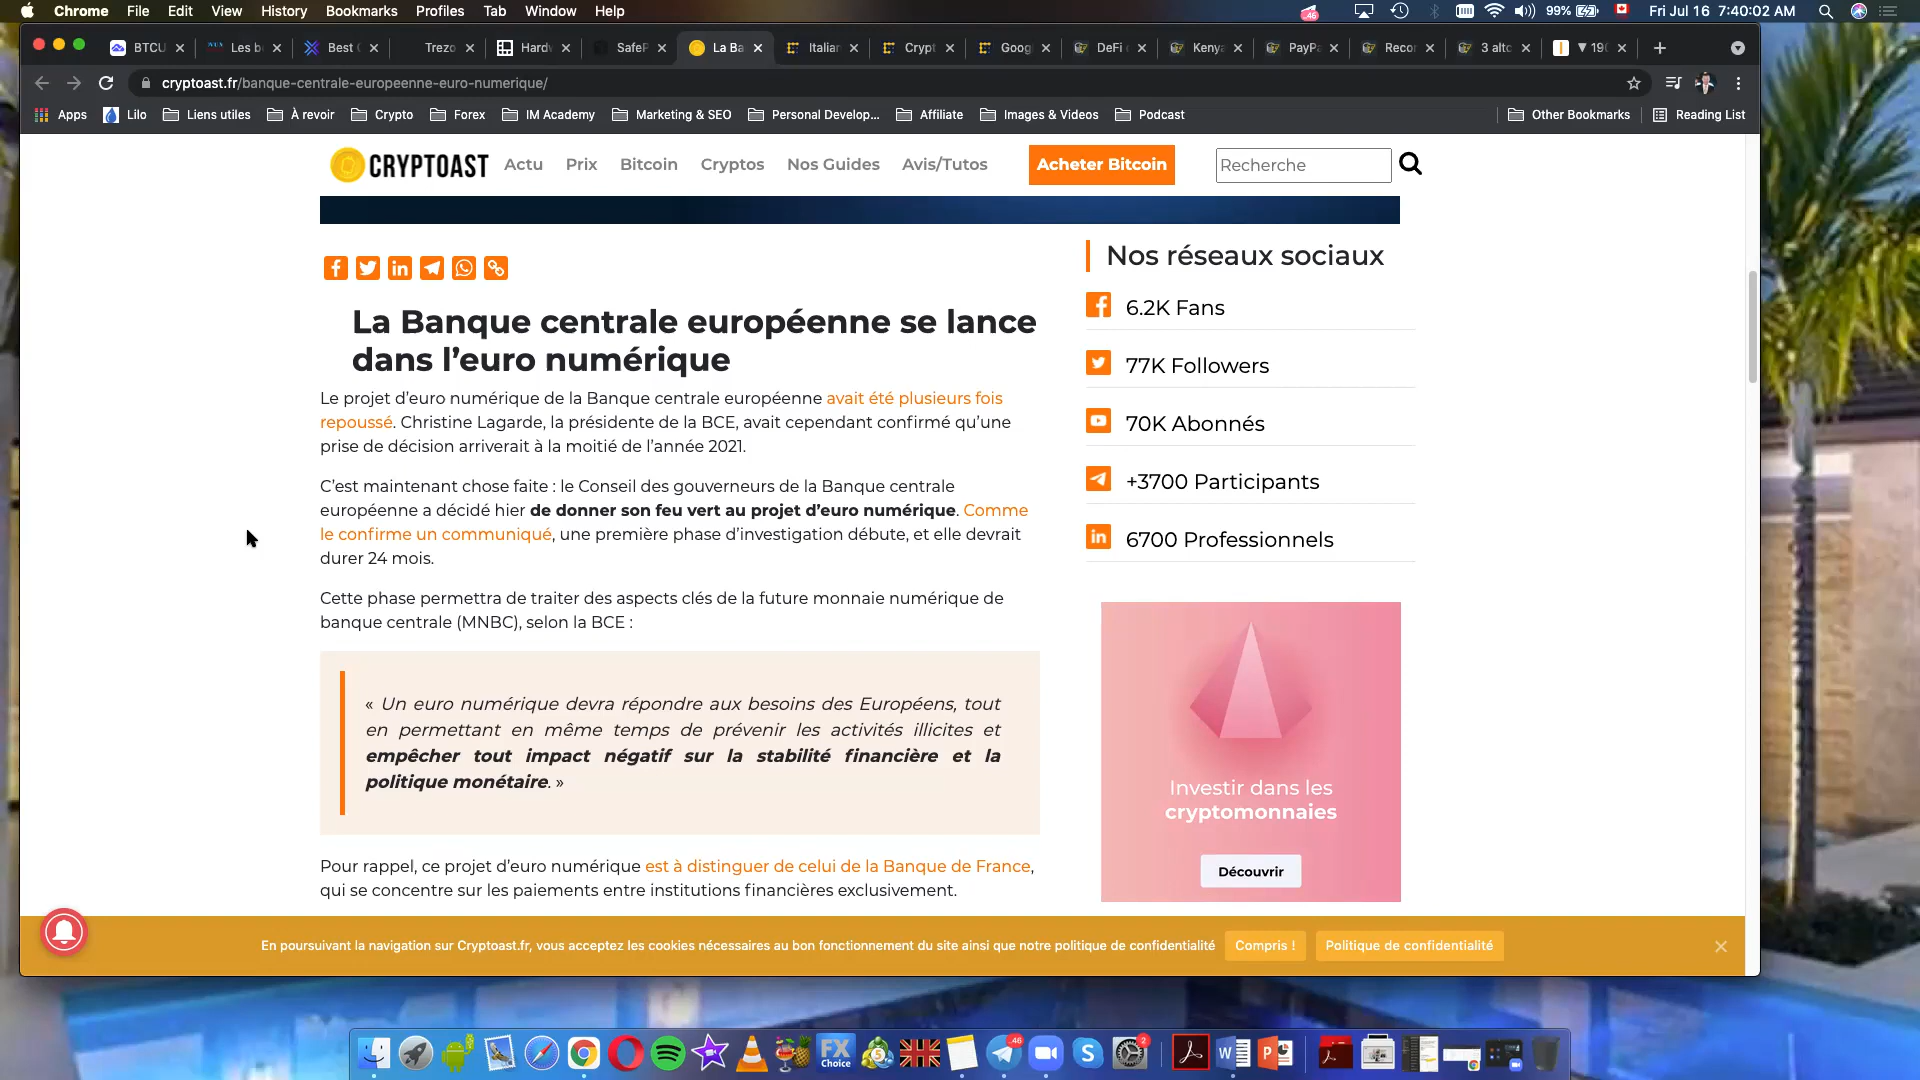 Chrome File Edit View History Bookmarks Profiles Tab Window Help 46 99% Fri Jul 16 7:40:02 AM
BTCU Les b Best C Trezo Hardw SafeP La Ba Italian Crypt Goog DeFi Kenya PayPa Recor 3 altc
cryptoast.fr/banque-centrale-europeenne-euro-numerique/
Apps Lilo Liens utiles À revoir Crypto Forex IM Academy Marketing & SEO Personal Develop... Affiliate Images & Videos Podcast Other Bookmarks Reading List
CRYPTOAST Actu Prix Bitcoin Cryptos Nos Guides Avis/Tutos Acheter Bitcoin Recherche
La Banque centrale européenne se lance
dans l'euro numérique
Le projet d'euro numérique de la Banque centrale européenne avait été plusieurs fois
repoussé. Christine Lagarde, la présidente de la BCE, avait cependant confirmé qu'une
prise de décision arriverait à la moitié de l'année 2021.
C'est maintenant chose faite : le Conseil des gouverneurs de la Banque centrale
européenne a décidé hier de donner son feu vert au projet d'euro numérique. Comme
le confirme un communiqué, une première phase d'investigation débute, et elle devrait
durer 24 mois.
Cette phase permettra de traiter des aspects clés de la future monnaie numérique de
banque centrale (MNBC), selon la BCE :
« Un euro numérique devra répondre aux besoins des Européens, tout
en permettant en même temps de prévenir les activités illicites et
empêcher tout impact négatif sur la stabilité financière et la
politique monétaire. »
Pour rappel, ce projet d'euro numérique est à distinguer de celui de la Banque de France,
qui se concentre sur les paiements entre institutions financières exclusivement.
Nos réseaux sociaux
6.2K Fans
77K Followers
70K Abonnés
+3700 Participants
6700 Professionnels
Investir dans les
cryptomonnaies
Découvrir
En poursuivant la navigation sur Cryptoast.fr, vous acceptez les cookies nécessaires au bon fonctionnement du site ainsi que notre politique de confidentialité Compris ! Politique de confidentialité
FX
Choice
46
2